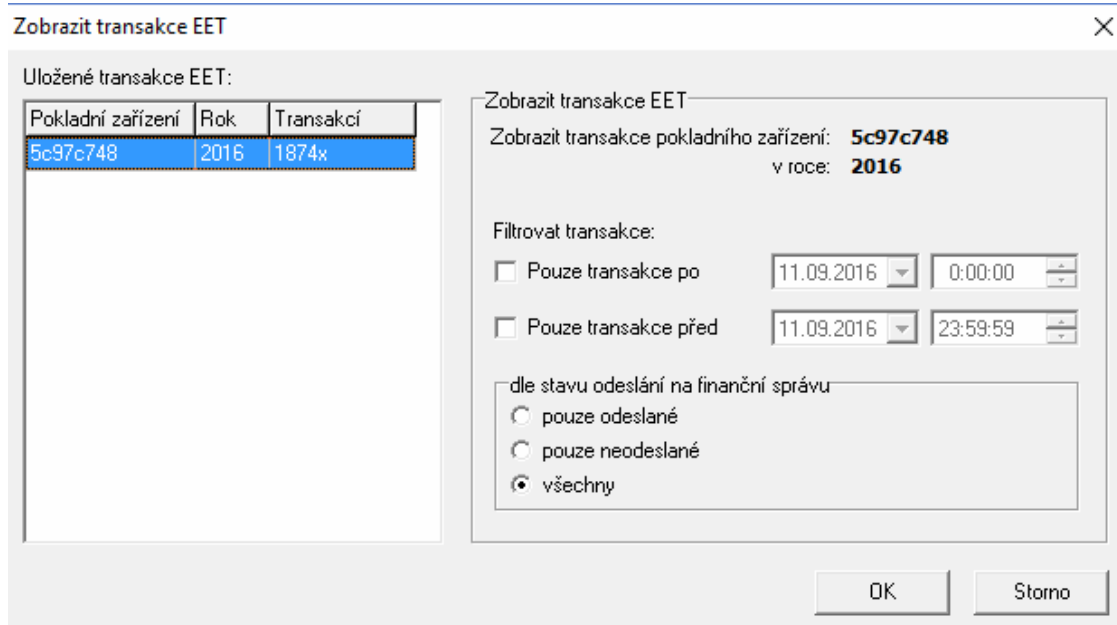 Zobrazit transakce EET
Uložené transakce EET:
Pokladní zařízení Rok Transakcí
5c97c748 2016 1874x
Zobrazit transakce EET
Zobrazit transakce pokladního zařízení: 5c97c748
v roce: 2016
Filtrovat transakce:
Pouze transakce po 11.09.2016 0:00:00
Pouze transakce před 11.09.2016 23:59:59
dle stavu odeslání na finanční správu
pouze odeslané
pouze neodeslané
všechny
OK Storno